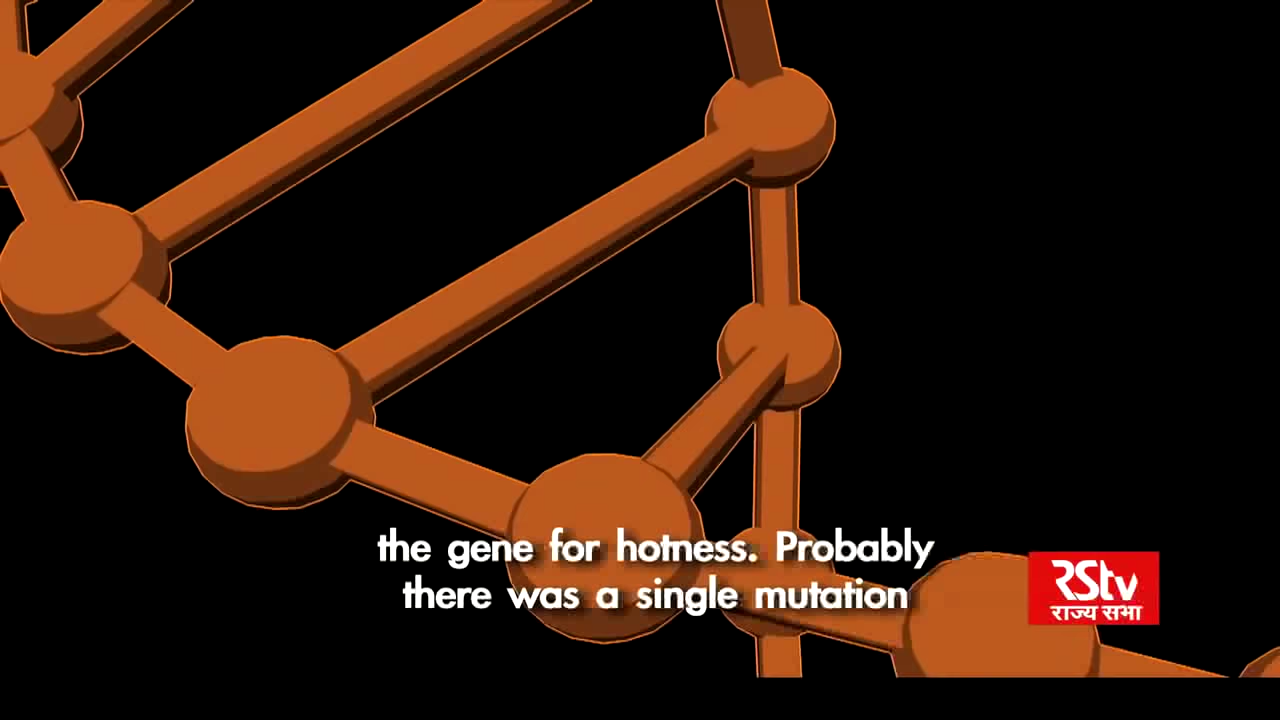 the gene for hotness. Probably
there was a single mutation
RSTV
राज्य सभा